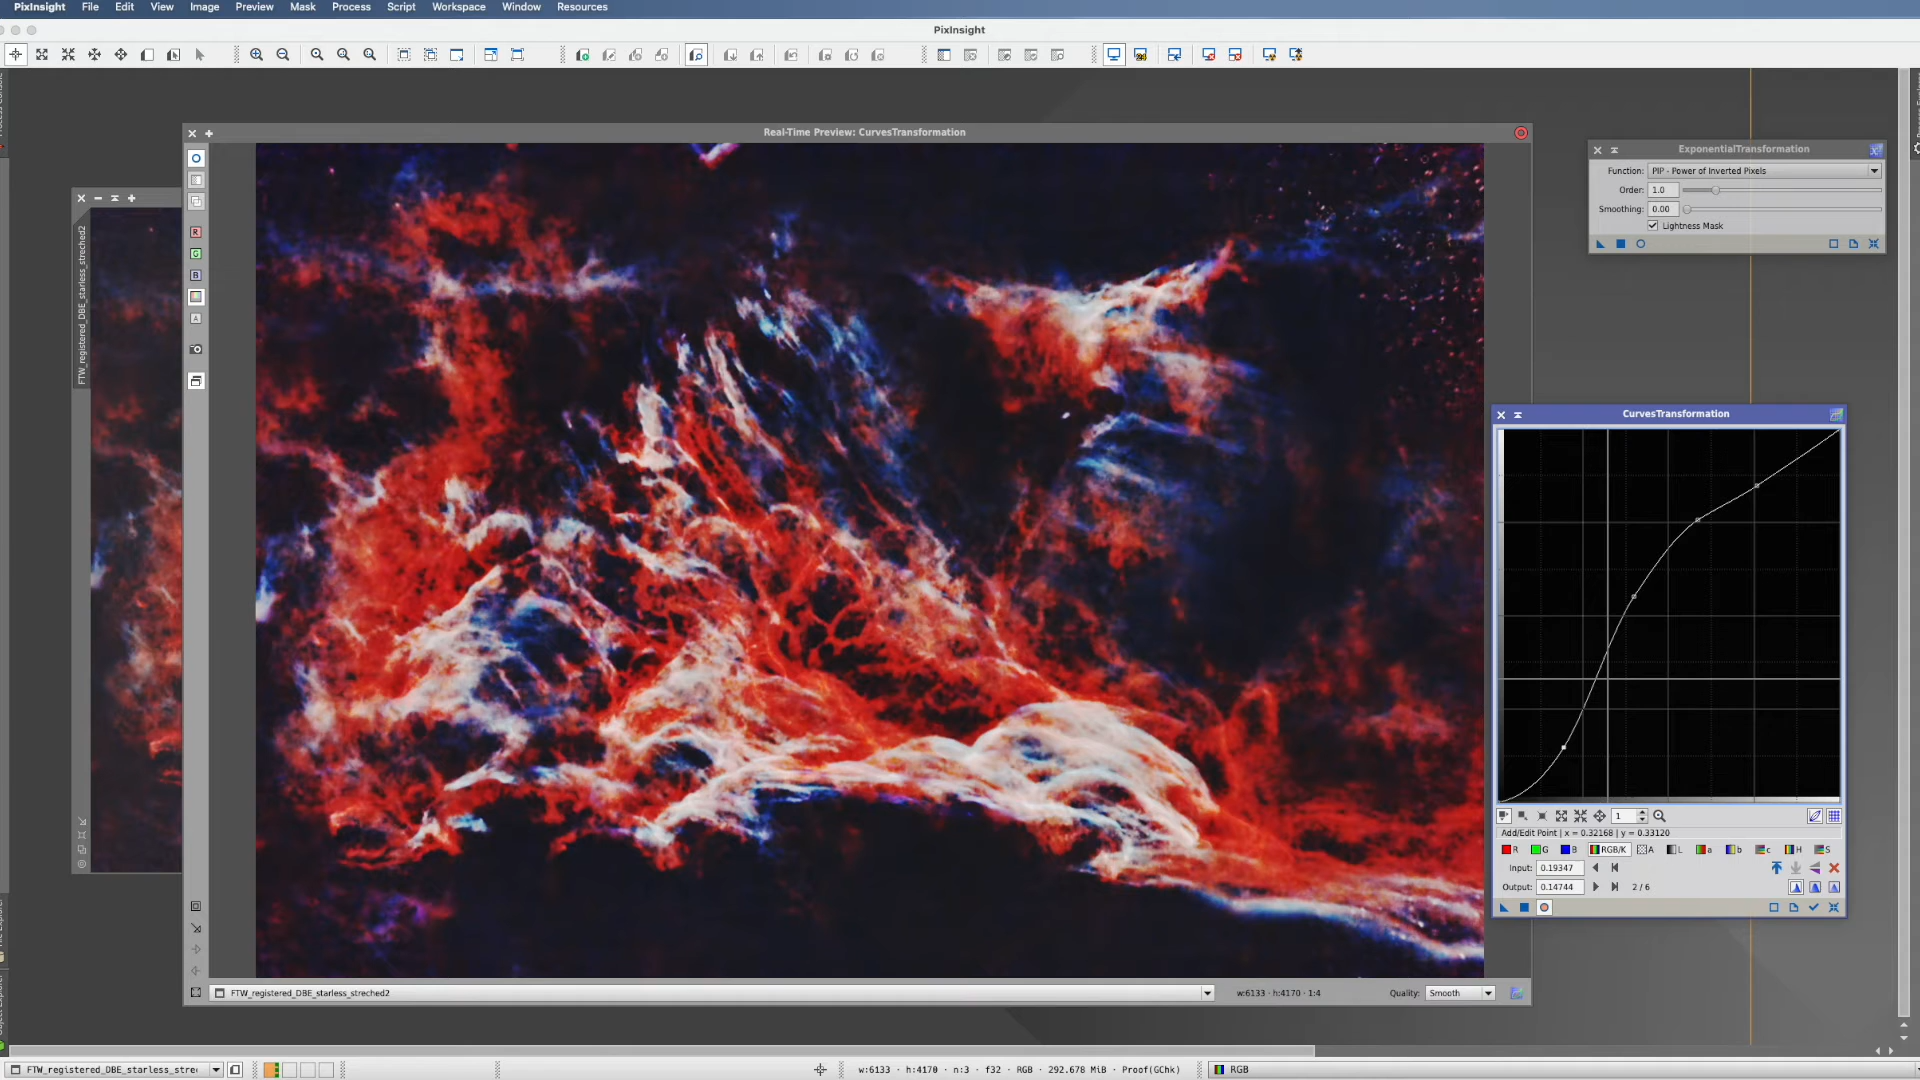 PixInsight File Edit View Image Preview Mask Process Script Workspace Window Resources
PixInsight
Real-Time Preview: CurvesTransformation
ExponentialTransformation
Function: PIP - Power of Inverted Pixels
Order: 1.0
Smoothing: 0.00
Lightness Mask
FTW_registered_DBE_starless_streched2
R
G
B
A
CurvesTransformation
1
Add/Edit Point | x = 0.32168 | y = 0.33120
R G B RGB/K A L a b c H S
Input: 0.19347
Output: 0.14744 2 / 6
FTW_registered_DBE_starless_streched2 w:6133 · h:4170 · 1:4 Quality: Smooth
FTW_registered_DBE_starless_stre w:6133 · h:4170 · n:3 · f32 · RGB · 292.678 MiB · Proof(GChk) RGB